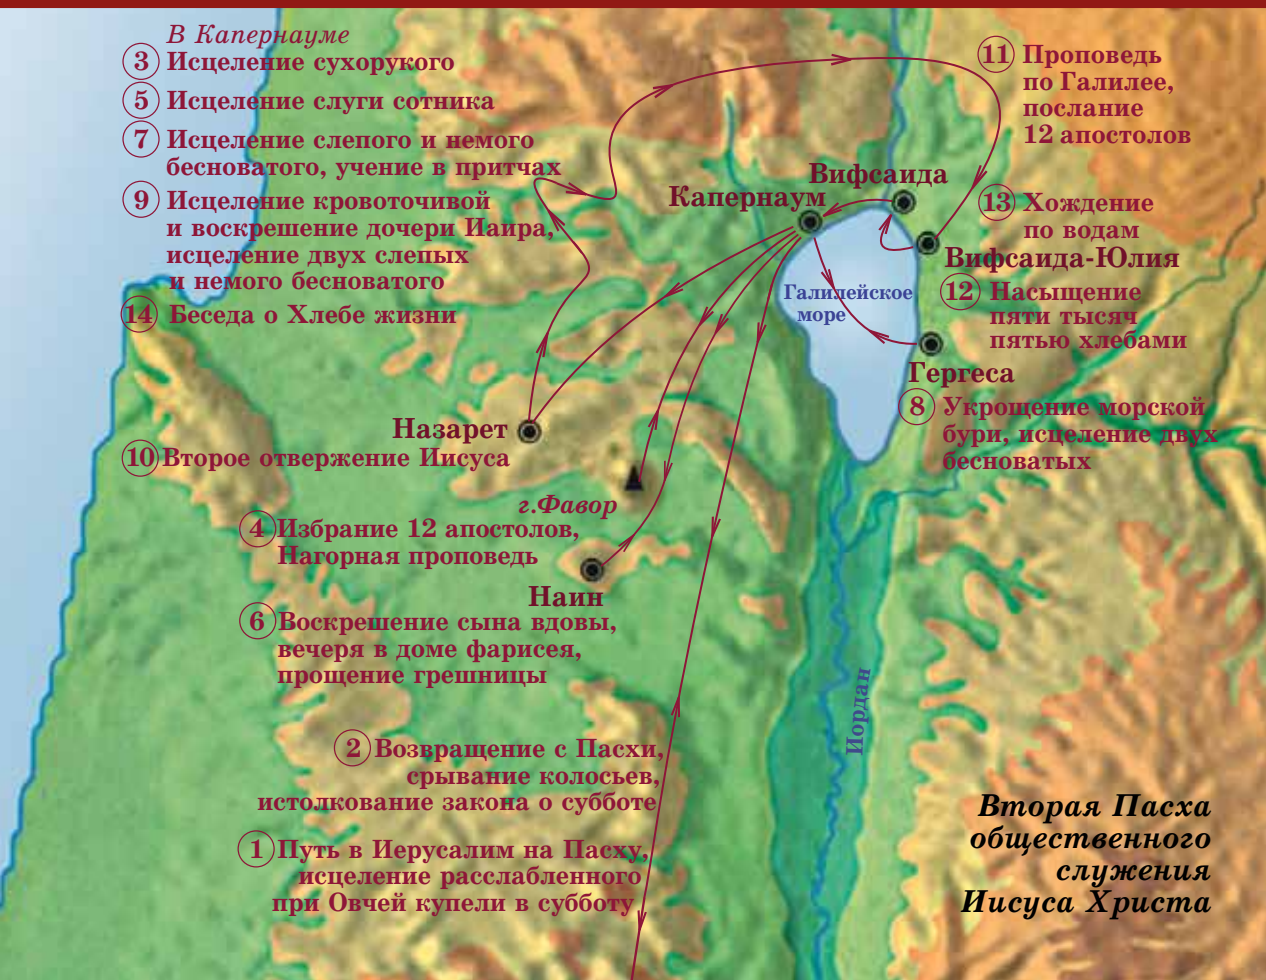 В Капернауме
3 Исцеление сухорукого
5 Исцеление слуги сотника
7 Исцеление слепого и немого
бесноватого, учение в притчах
9 Исцеление кровоточивой
и воскрешение дочери Иаира,
исцеление двух слепых
и немого бесноватого
14 Беседа о Хлебе жизни
11 Проповедь
по Галилее,
послание
12 апостолов
Вифсаида
Капернаум
13 Хождение
по водам
Вифсаида-Юлия
12 Насыщение
пяти тысяч
пятью хлебами
Галилейское
море
Гергеса
8 Укрощение морской
бури, исцеление двух
бесноватых
Назарет
10 Второе отвержение Иисуса
г.Фавор
4 Избрание 12 апостолов,
Нагорная проповедь
Наин
6 Воскрешение сына вдовы,
вечеря в доме фарисея,
прощение грешницы
Иордан
2 Возвращение с Пасхи,
срывание колосьев,
истолкование закона о субботе
1 Путь в Иерусалим на Пасху,
исцеление расслабленного
при Овчей купели в субботу
Вторая Пасха
общественного
служения
Иисуса Христа